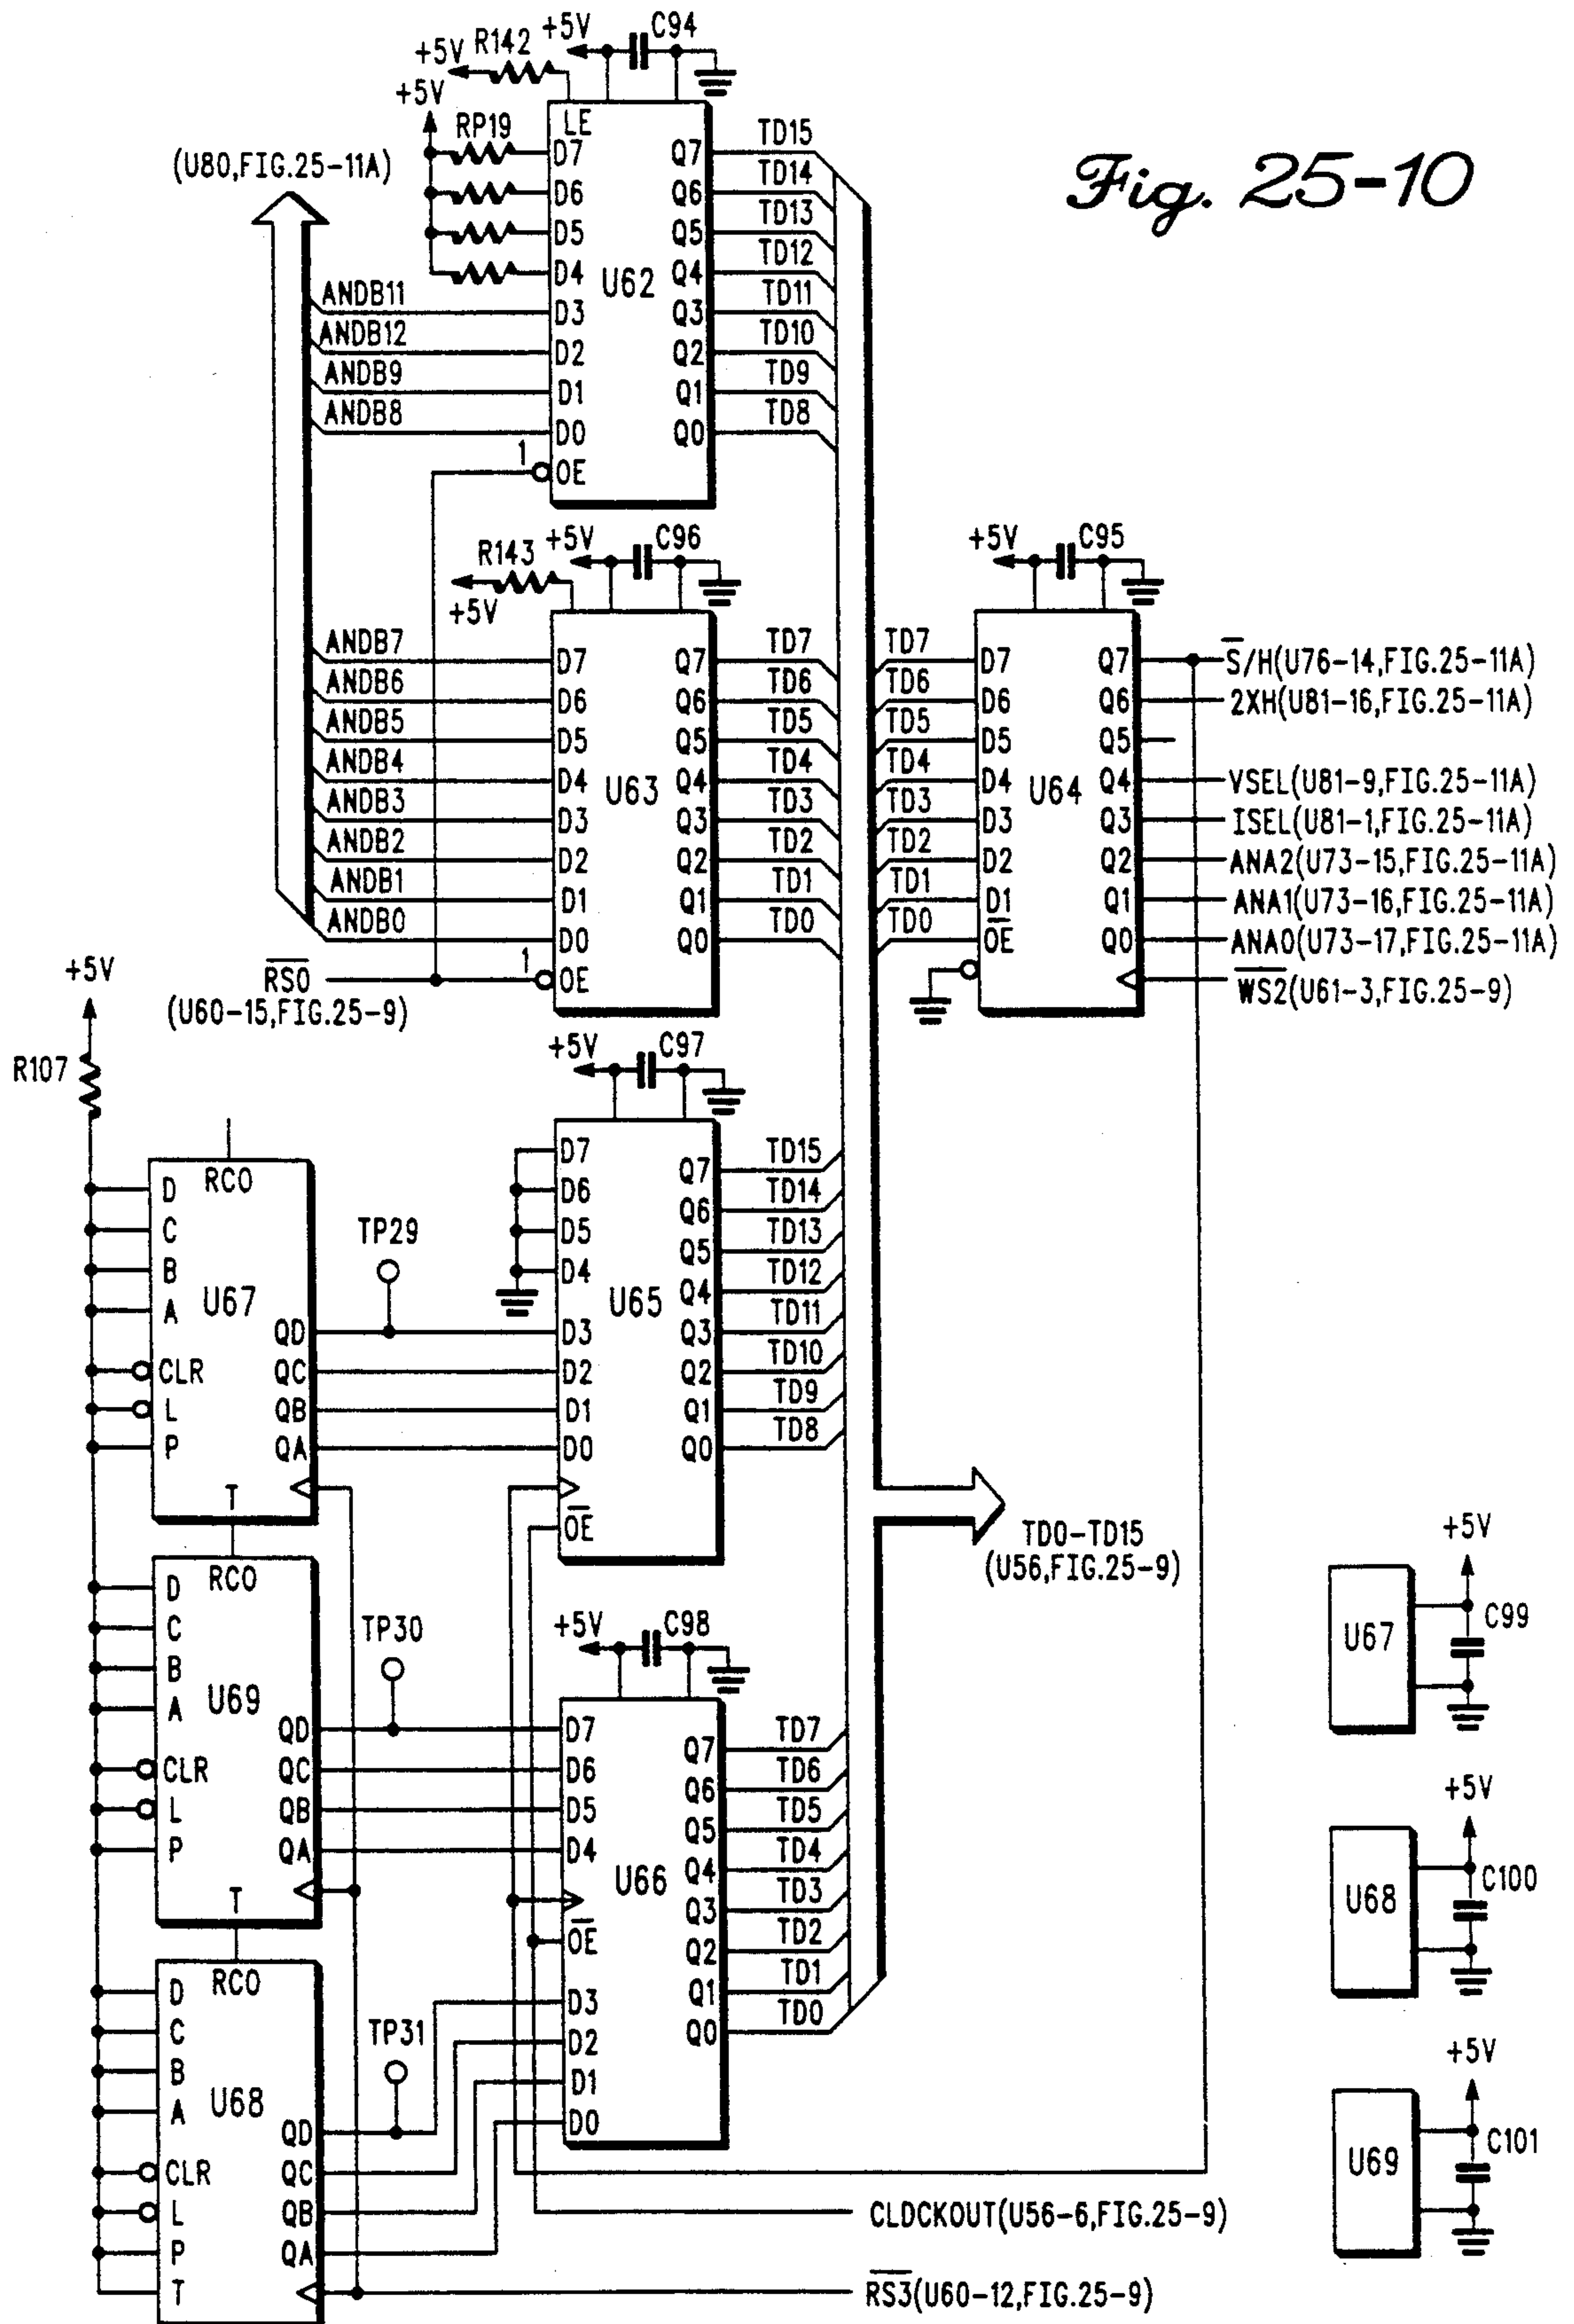 Fig. 25-10
+5V
C94
R142
+5V
+5V
RP19
(U80,FIG.25-11A)
LE
D7
D6
D5
D4
D3
D2
D1
D0
1
OE
U62
Q7
Q6
Q5
Q4
Q3
Q2
Q1
Q0
TD15
TD14
TD13
TD12
TD11
TD10
TD9
TD8
ANDB11
ANDB12
ANDB9
ANDB8
R143
+5V
+5V
C96
ANDB7
ANDB6
ANDB5
ANDB4
ANDB3
ANDB2
ANDB1
ANDB0
D7
D6
D5
D4
D3
D2
D1
D0
1
OE
U63
Q7
Q6
Q5
Q4
Q3
Q2
Q1
Q0
TD7
TD6
TD5
TD4
TD3
TD2
TD1
TD0
RS0
(U60-15,FIG.25-9)
+5V
C95
TD7
TD6
TD5
TD4
TD3
TD2
TD1
TD0
D7
D6
D5
D4
D3
D2
D1
OE
U64
Q7
Q6
Q5
Q4
Q3
Q2
Q1
Q0
S/H(U76-14,FIG.25-11A)
2XH(U81-16,FIG.25-11A)
VSEL(U81-9,FIG.25-11A)
ISEL(U81-1,FIG.25-11A)
ANA2(U73-15,FIG.25-11A)
ANA1(U73-16,FIG.25-11A)
ANA0(U73-17,FIG.25-11A)
WS2(U61-3,FIG.25-9)
+5V
R107
RCO
D
C
B
A
CLR
L
P
T
U67
QD
QC
QB
QA
TP29
+5V
C97
D7
D6
D5
D4
D3
D2
D1
D0
OE
U65
Q7
Q6
Q5
Q4
Q3
Q2
Q1
Q0
TD15
TD14
TD13
TD12
TD11
TD10
TD9
TD8
TD0-TD15
(U56,FIG.25-9)
RCO
D
C
B
A
CLR
L
P
T
U69
QD
QC
QB
QA
TP30
+5V
C98
D7
D6
D5
D4
OE
D3
D2
D1
D0
U66
Q7
Q6
Q5
Q4
Q3
Q2
Q1
Q0
TD7
TD6
TD5
TD4
TD3
TD2
TD1
TD0
RCO
D
C
B
A
CLR
L
P
T
U68
QD
QC
QB
QA
TP31
CLDCKOUT(U56-6,FIG.25-9)
RS3(U60-12,FIG.25-9)
+5V
U67
C99
+5V
U68
C100
+5V
U69
C101